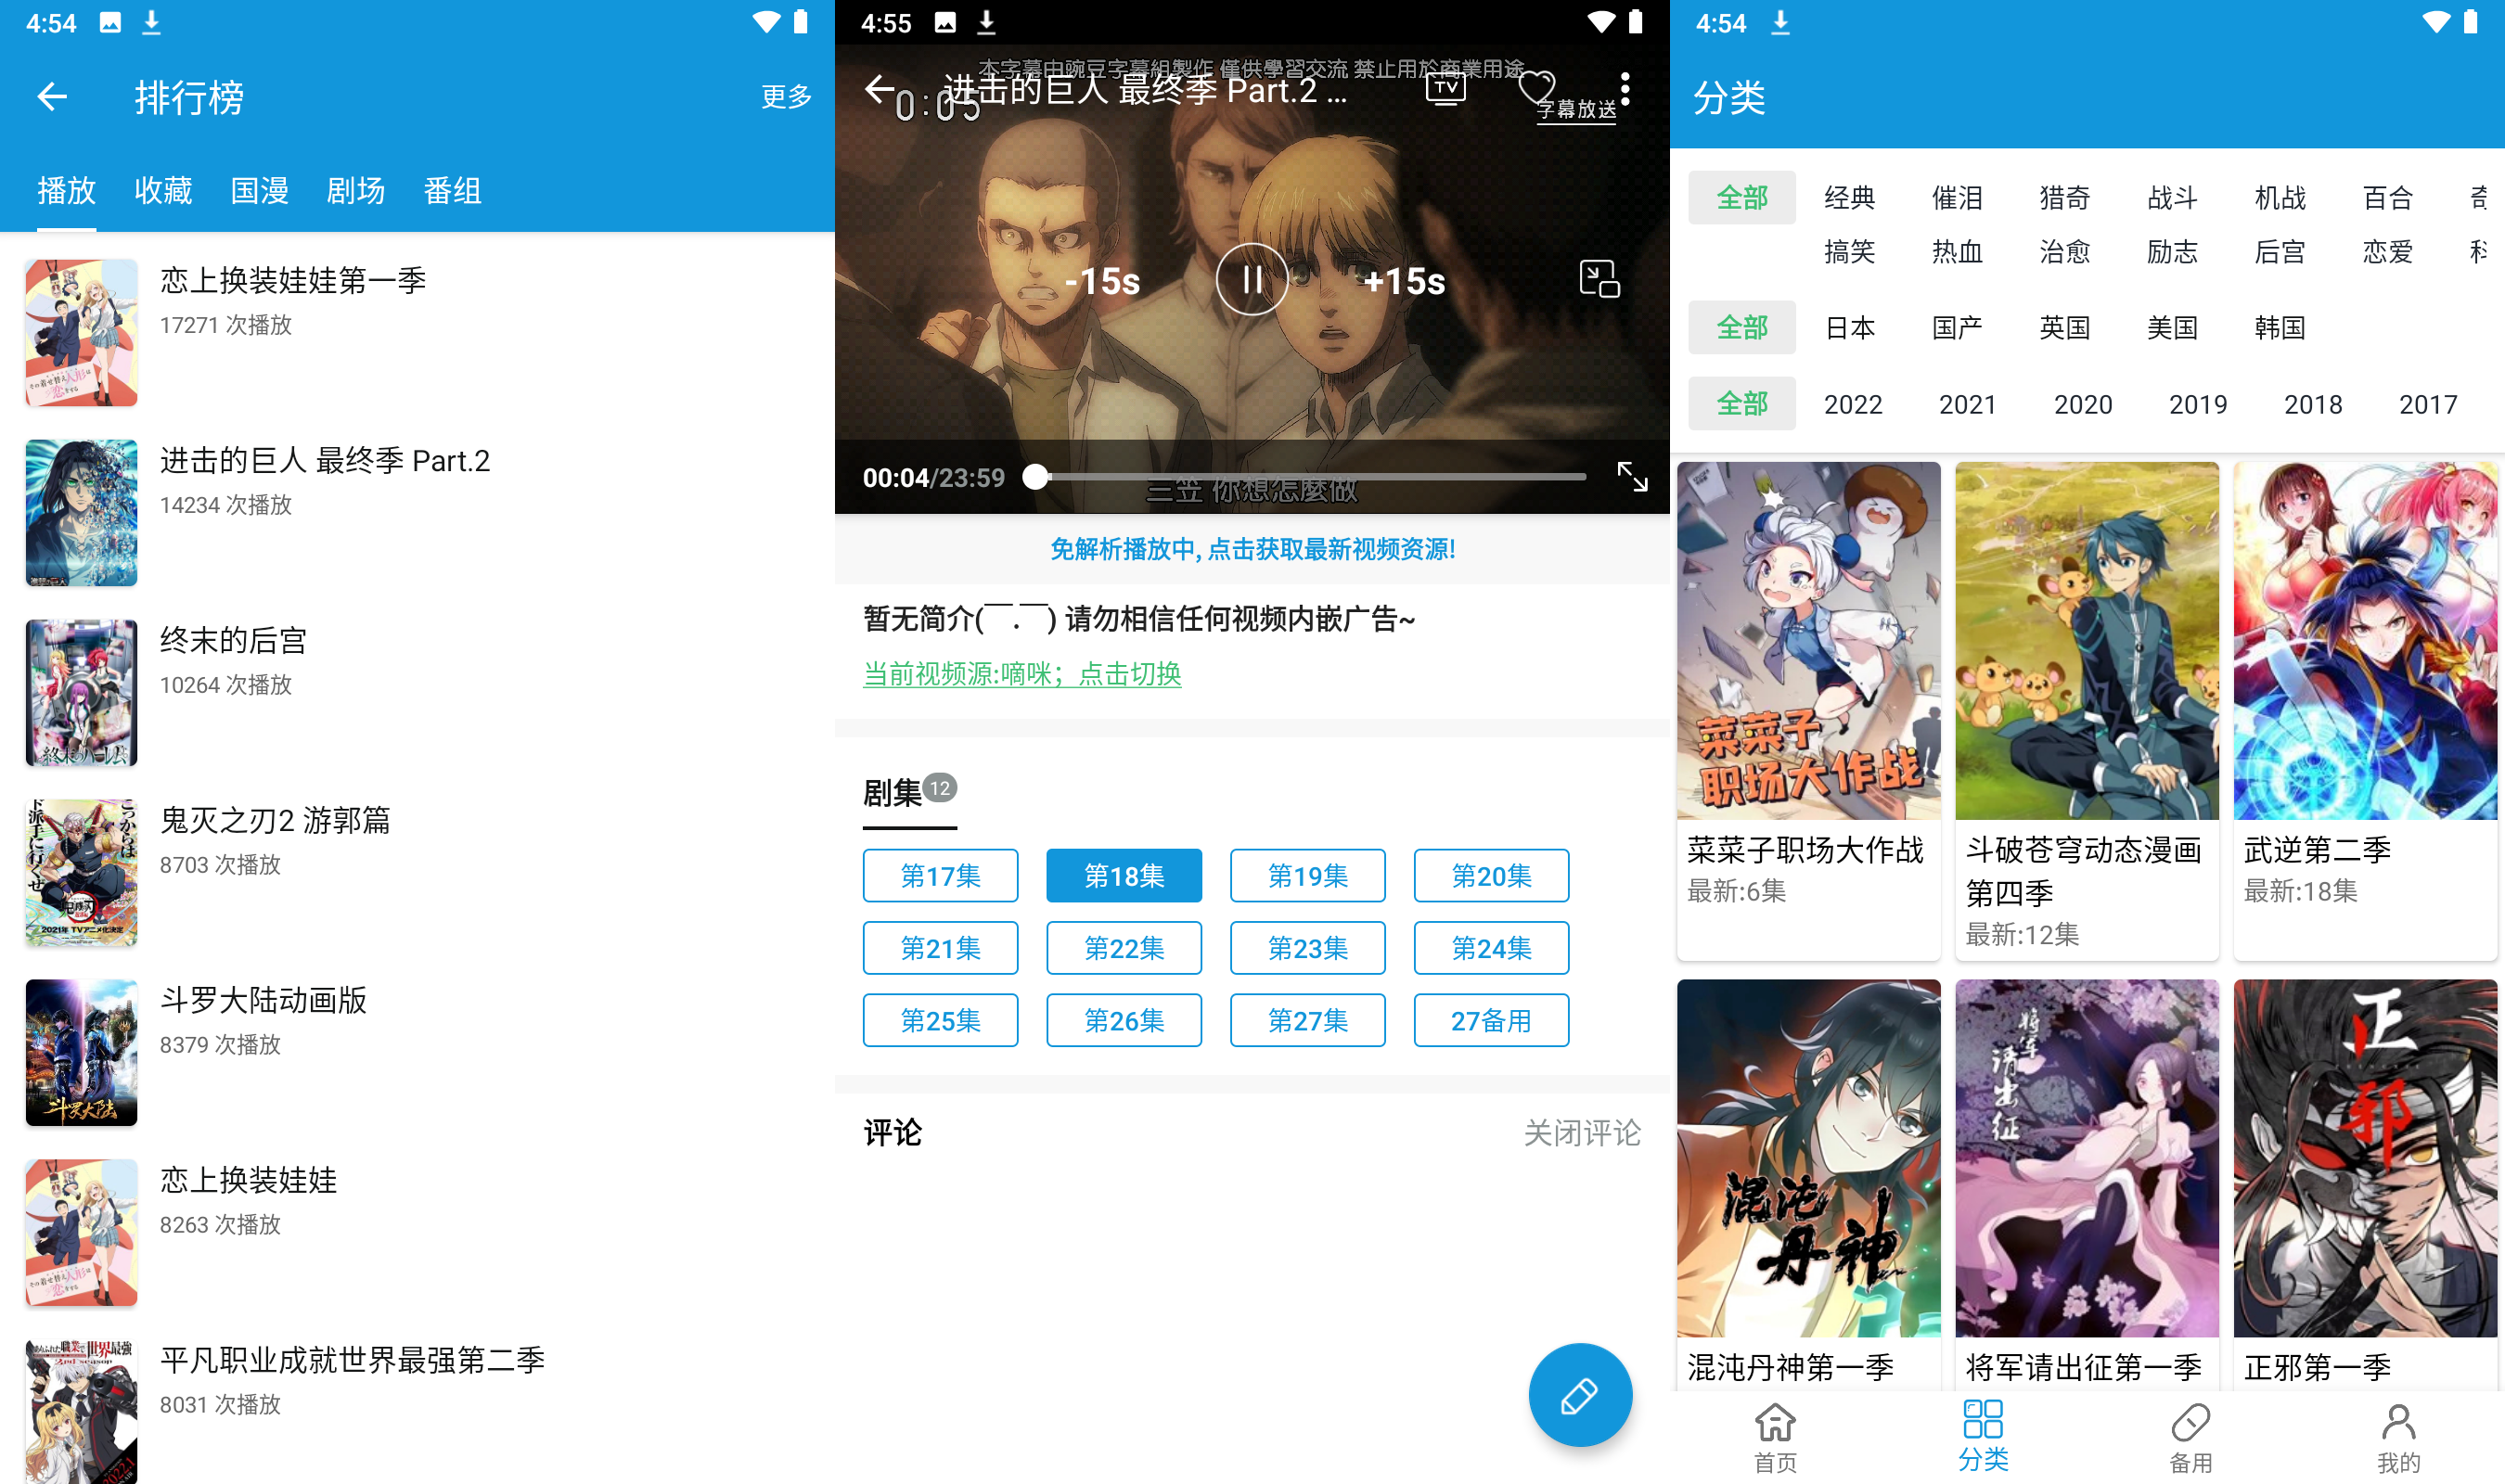 4:54
排行榜
更多
播放 收藏 国漫 剧场 番组
恋上换装娃娃第一季
17271 次播放
进击的巨人 最终季 Part.2
14234 次播放
终末的后宫
10264 次播放
鬼灭之刃2 游郭篇
8703 次播放
2021年 TVアニメ化決定
斗罗大陆动画版
8379 次播放
斗罗大陆
恋上换装娃娃
8263 次播放
平凡职业成就世界最强第二季
8031 次播放
4:55
本字幕由豌豆字幕組製作 僅供學習交流 禁止用於商業用途
进击的巨人 最终季 Part.2 ...
TV
0:05
字幕放送
-15s
+15s
00:04/23:59
三笠 你想怎麼做
免解析播放中, 点击获取最新视频资源!
暂无简介(￣.￣) 请勿相信任何视频内嵌广告~
当前视频源:嘀咪；点击切换
剧集 12
第17集 第18集 第19集 第20集
第21集 第22集 第23集 第24集
第25集 第26集 第27集 27备用
评论
关闭评论
4:54
分类
全部 经典 催泪 猎奇 战斗 机战 百合
搞笑 热血 治愈 励志 后宫 恋爱
全部 日本 国产 英国 美国 韩国
全部 2022 2021 2020 2019 2018 2017
菜菜子
职场大作战
菜菜子职场大作战
最新:6集
斗破苍穹动态漫画
第四季
最新:12集
武逆第二季
最新:18集
混沌
丹神
混沌丹神第一季
将军
请出征
将军请出征第一季
正
邪
正邪第一季
首页 分类 备用 我的